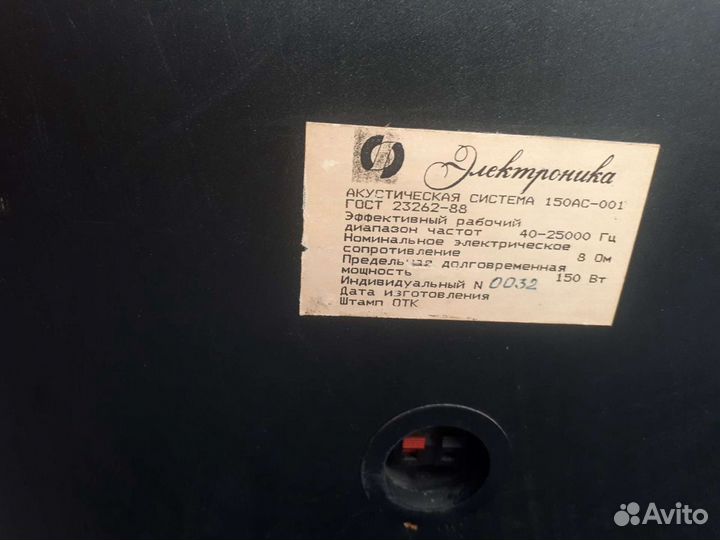 Электроника
АКУСТИЧЕСКАЯ СИСТЕМА 150АС-001
ГОСТ 23262-88
Эффективный рабочий
диапазон частот 40-25000 Гц
Номинальное электрическое
сопротивление 8 Ом
Предельная долговременная
мощность 150 Вт
Индивидуальный N 0032
Дата изготовления
Штамп ОТК
Avito